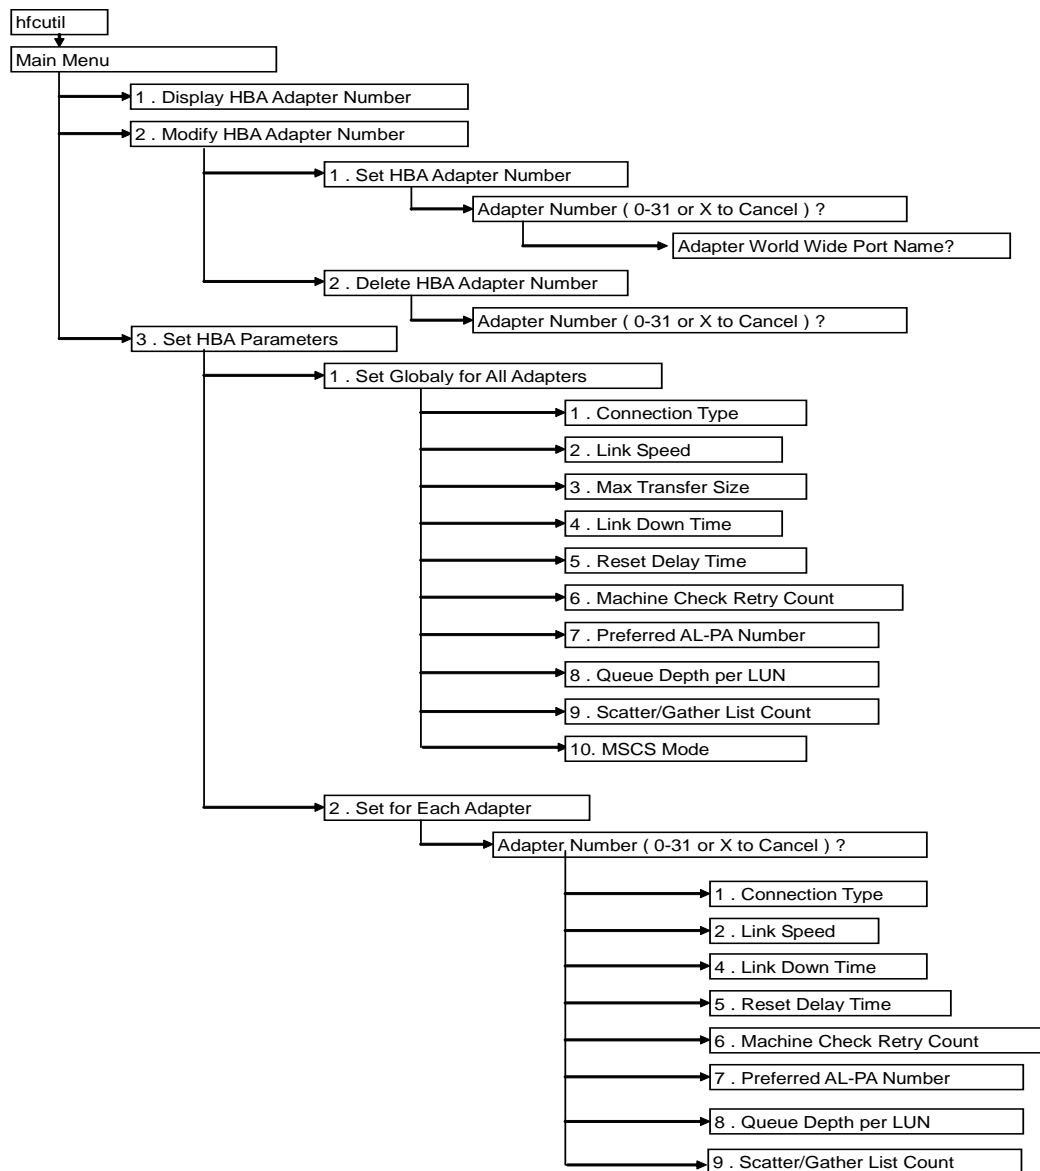 hfcutil
Main Menu
1 . Display HBA Adapter Number
2 . Modify HBA Adapter Number
1 . Set HBA Adapter Number
Adapter Number ( 0-31 or X to Cancel ) ?
Adapter World Wide Port Name?
2 . Delete HBA Adapter Number
Adapter Number ( 0-31 or X to Cancel ) ?
3 . Set HBA Parameters
1 . Set Globaly for All Adapters
1 . Connection Type
2 . Link Speed
3 . Max Transfer Size
4 . Link Down Time
5 . Reset Delay Time
6 . Machine Check Retry Count
7 . Preferred AL-PA Number
8 . Queue Depth per LUN
9 . Scatter/Gather List Count
10. MSCS Mode
2 . Set for Each Adapter
Adapter Number ( 0-31 or X to Cancel ) ?
1 . Connection Type
2 . Link Speed
4 . Link Down Time
5 . Reset Delay Time
6 . Machine Check Retry Count
7 . Preferred AL-PA Number
8 . Queue Depth per LUN
9 . Scatter/Gather List Count